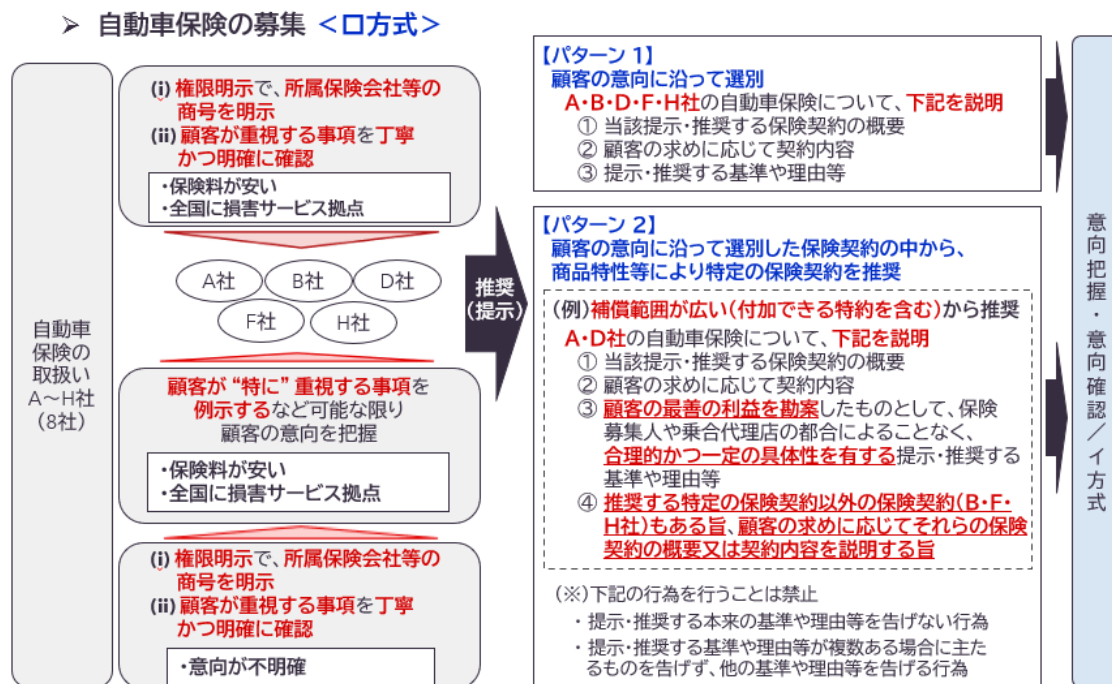 ➢ 自動車保険の募集 <ロ方式>
自動車
保険の
取扱い
A～H社
(8社)
(i) 権限明示で、所属保険会社等の
商号を明示
(ii) 顧客が重視する事項を丁寧
かつ明確に確認
・保険料が安い
・全国に損害サービス拠点
A社
B社
D社
F社
H社
顧客が “特に” 重視する事項を
例示するなど可能な限り
顧客の意向を把握
・保険料が安い
・全国に損害サービス拠点
(i) 権限明示で、所属保険会社等の
商号を明示
(ii) 顧客が重視する事項を丁寧
かつ明確に確認
・意向が不明確
推奨
(提示)
【パターン 1】
顧客の意向に沿って選別
A・B・D・F・H社の自動車保険について、下記を説明
① 当該提示・推奨する保険契約の概要
② 顧客の求めに応じて契約内容
③ 提示・推奨する基準や理由等
【パターン 2】
顧客の意向に沿って選別した保険契約の中から、
商品特性等により特定の保険契約を推奨
(例)補償範囲が広い(付加できる特約を含む)から推奨
A・D社の自動車保険について、下記を説明
① 当該提示・推奨する保険契約の概要
② 顧客の求めに応じて契約内容
③ 顧客の最善の利益を勘案したものとして、保険
募集人や乗合代理店の都合によることなく、
合理的かつ一定の具体性を有する提示・推奨する
基準や理由等
④ 推奨する特定の保険契約以外の保険契約(B・F・
H社)もある旨、顧客の求めに応じてそれらの保険
契約の概要又は契約内容を説明する旨
(※)下記の行為を行うことは禁止
・提示・推奨する本来の基準や理由等を告げない行為
・提示・推奨する基準や理由等が複数ある場合に主た
るものを告げず、他の基準や理由等を告げる行為
意向把握・意向確認／イ方式